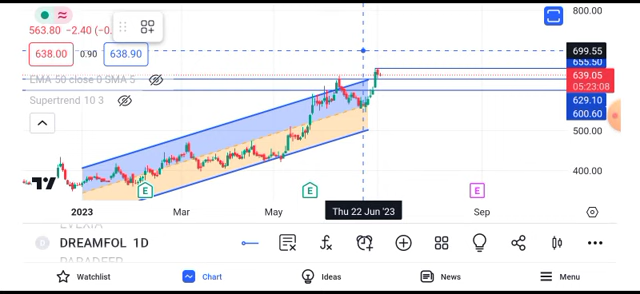 800.00
563.80 −2.40 (−0.
638.00 0.90 638.90
699.55
655.50
639.05
05:23:08
EMA 50 close 0 SMA 5
629.10
Supertrend 10 3
600.60
500.00
400.00
E E E
2023 Mar May Thu 22 Jun '23 Sep
D DREAMFOL 1D
Watchlist Chart Ideas News Menu